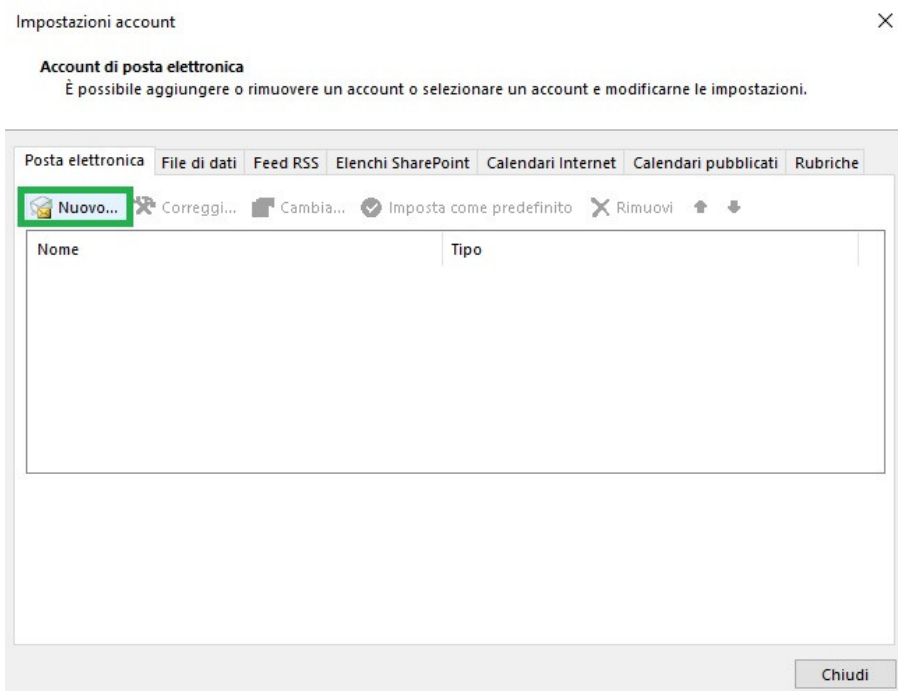 Impostazioni account
Account di posta elettronica
È possibile aggiungere o rimuovere un account o selezionare un account e modificarne le impostazioni.
Posta elettronica File di dati Feed RSS Elenchi SharePoint Calendari Internet Calendari pubblicati Rubriche
Nuovo... Correggi... Cambia... Imposta come predefinito Rimuovi
Nome Tipo
Chiudi